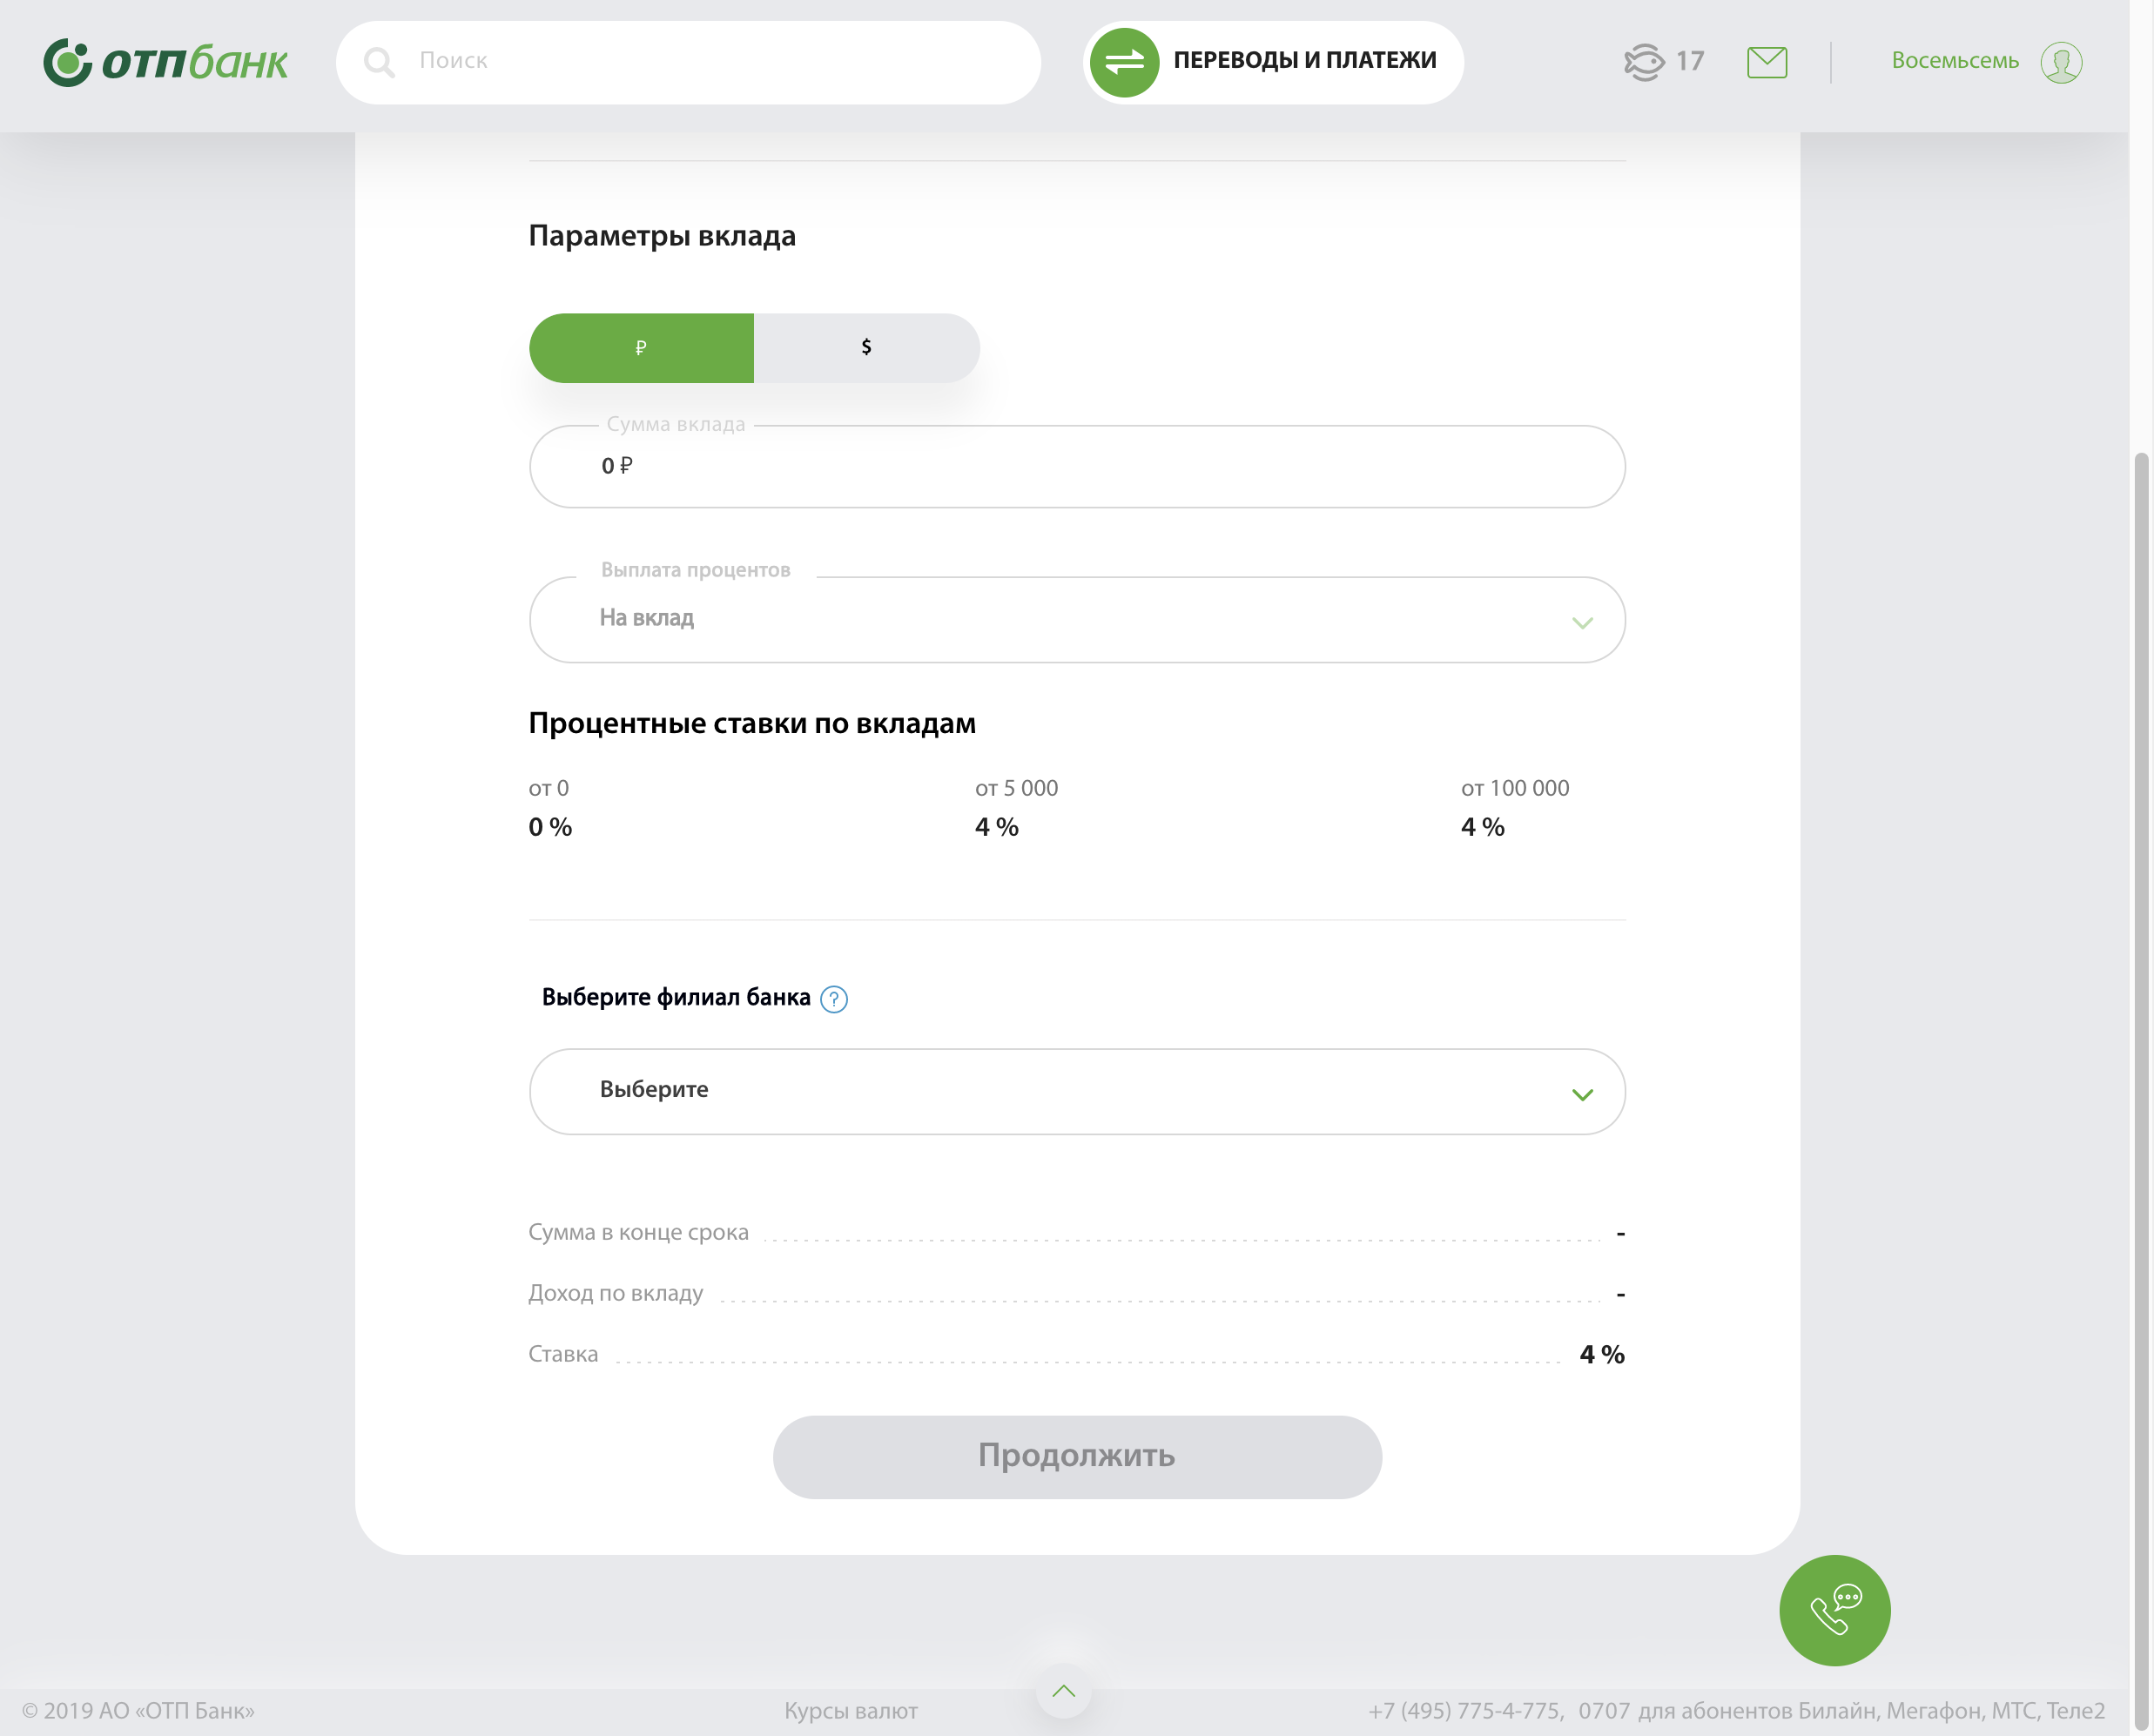 отпбанк
Поиск
ПЕРЕВОДЫ И ПЛАТЕЖИ
17
Восемьсемь
Параметры вклада
₽
$
Сумма вклада
0 ₽
Выплата процентов
На вклад
Процентные ставки по вкладам
от 0
от 5 000
от 100 000
0 %
4 %
4 %
Выберите филиал банка ?
Выберите
Сумма в конце срока -
Доход по вкладу -
Ставка 4 %
Продолжить
© 2019 АО «ОТП Банк»
Курсы валют
+7 (495) 775-4-775, 0707 для абонентов Билайн, Мегафон, МТС, Теле2